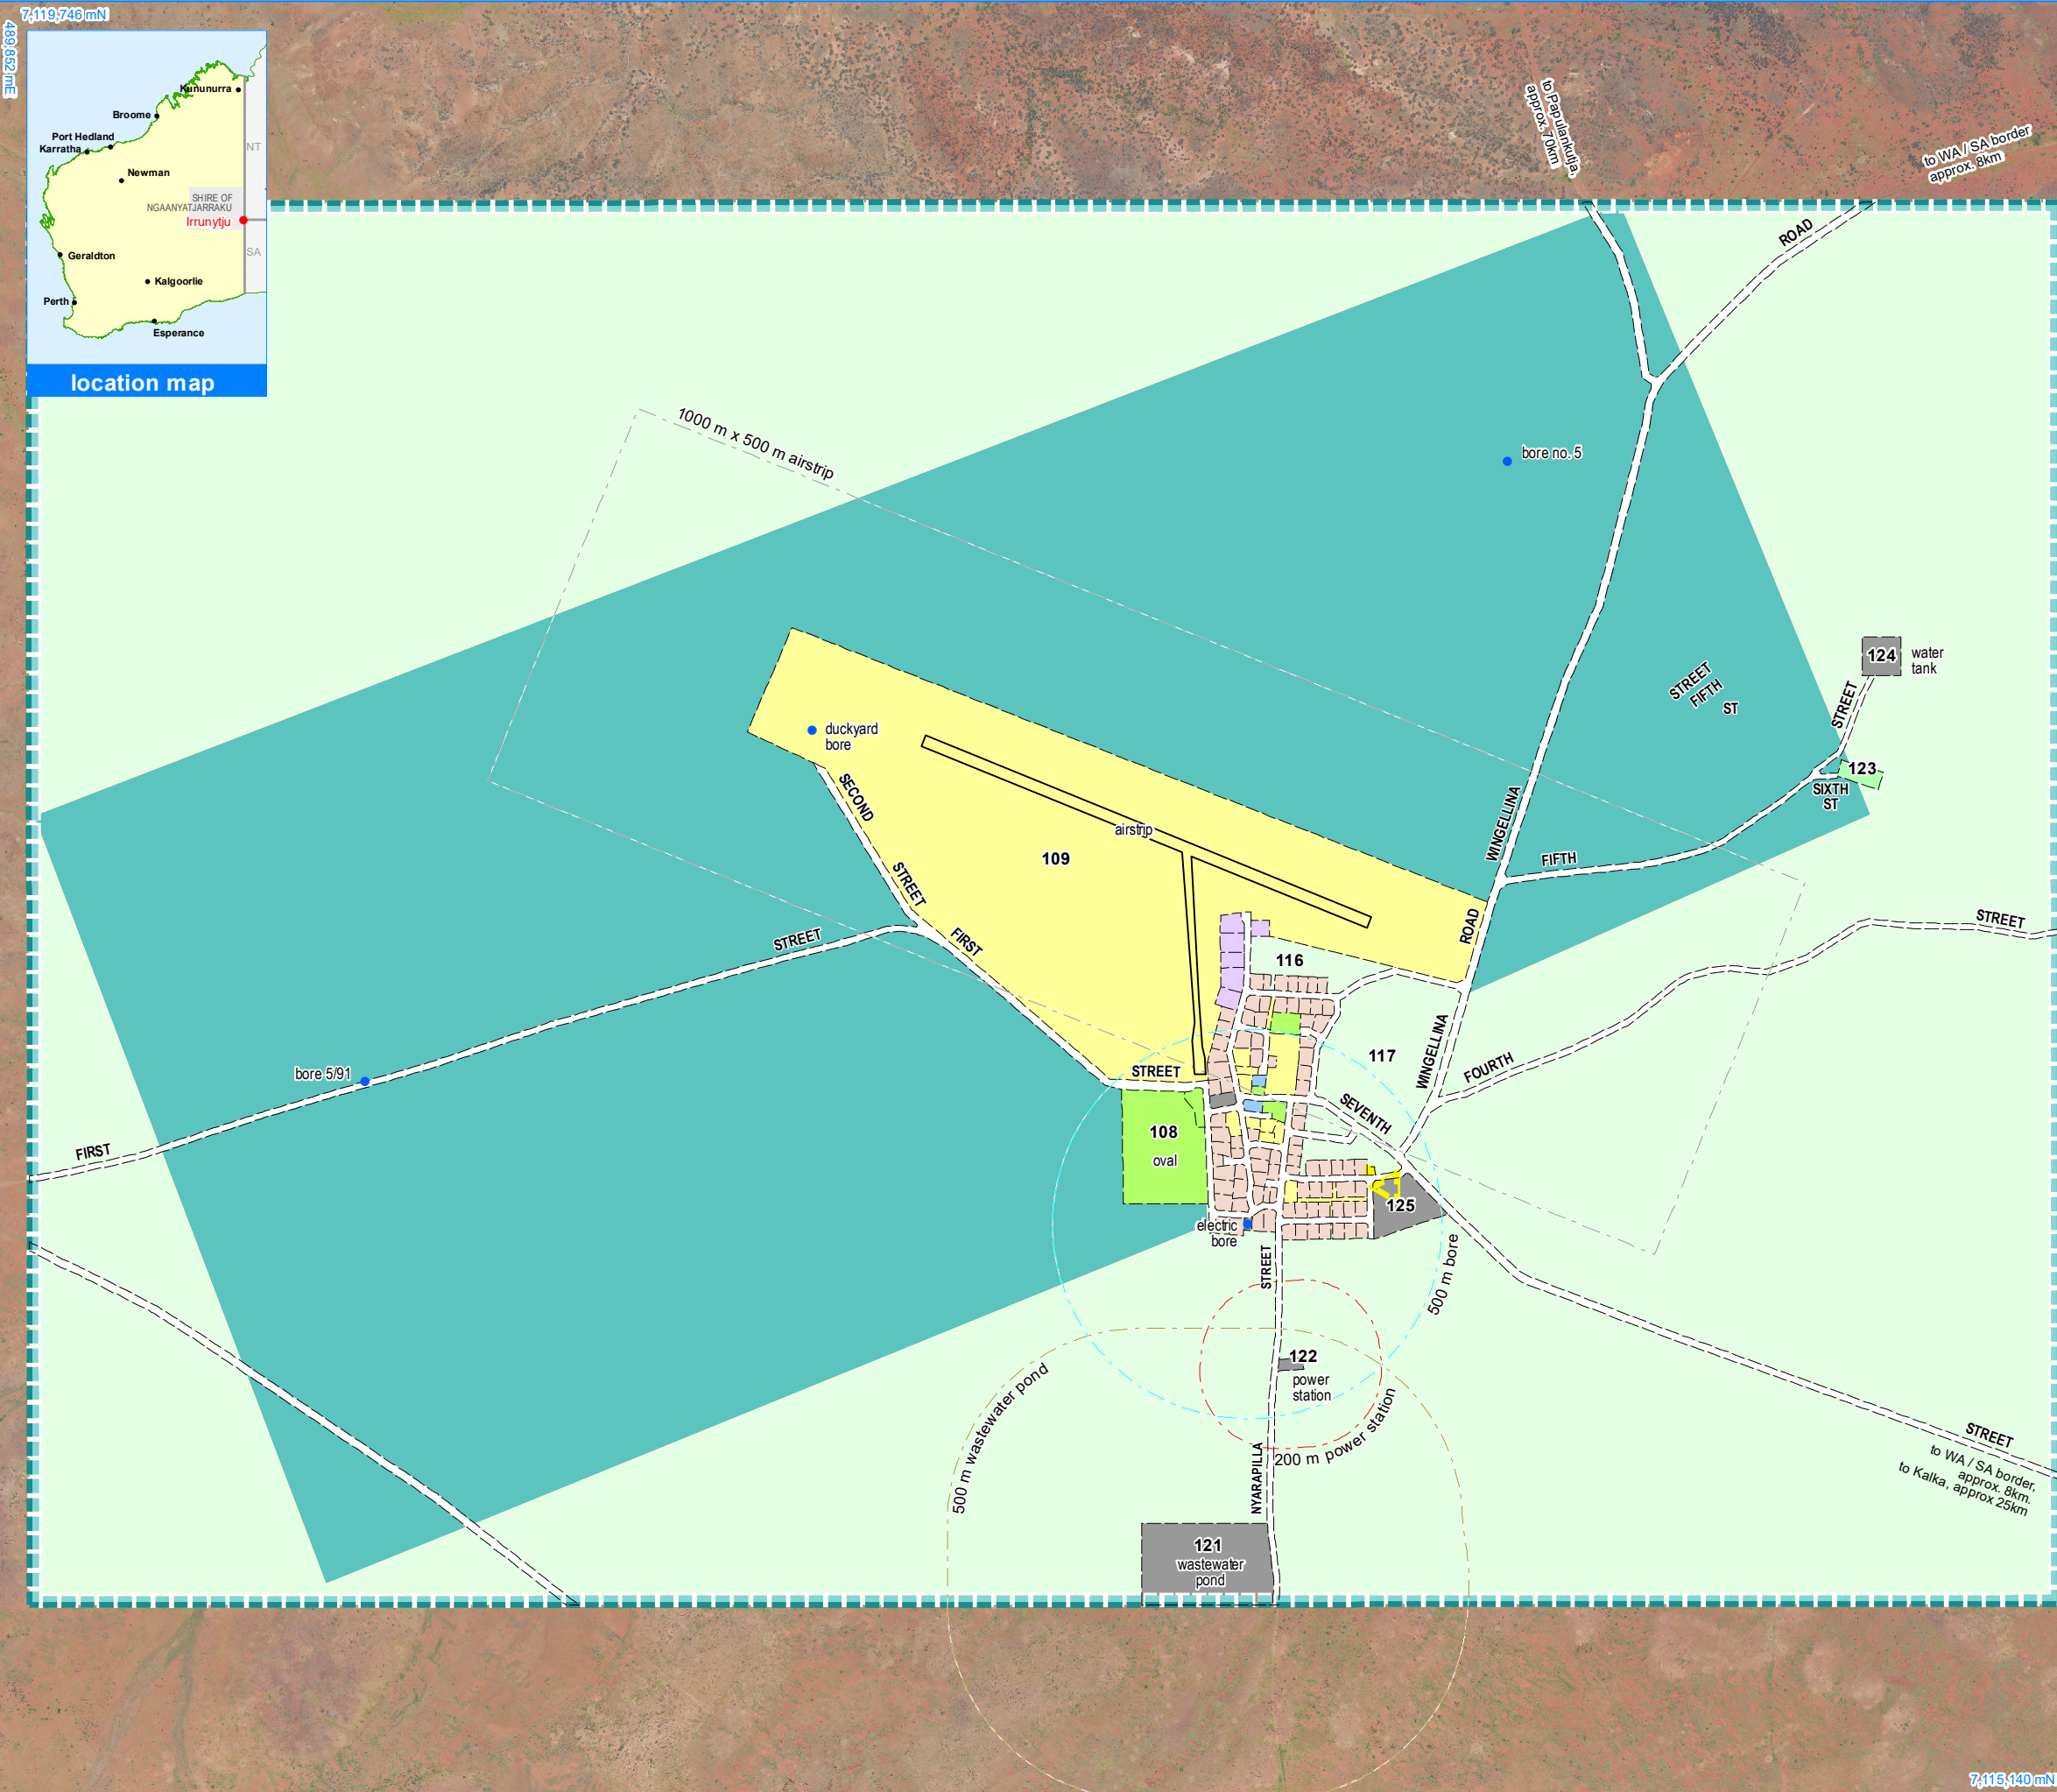 7,119,746 mN
489,852 mE
Kununurra
Broome
Port Hedland
Karratha
NT
Newman
SHIRE OF
NGAANYATJARRAKU
Irrunytju
SA
Geraldton
Kalgoorlie
Perth
Esperance
location map
to Papulankutja,
approx. 70km
to WA / SA border
approx. 8km
ROAD
1000 m x 500 m airstrip
bore no. 5
124
water
tank
STREET
FIFTH
ST
STREET
123
SIXTH
ST
duckyard
bore
SECOND
STREET
airstrip
109
WINGELLINA
FIFTH
ROAD
STREET
STREET
FIRST
116
117
WINGELLINA
FOURTH
bore 5/91
STREET
SEVENTH
108
oval
FIRST
125
electric
bore
STREET
500 m bore
122
power
station
500 m wastewater pond
200 m power station
NYARAPILLA
STREET
to WA / SA border,
approx. 8km.
to Kalka, approx 25km
121
wastewater
pond
7,115,140 mN